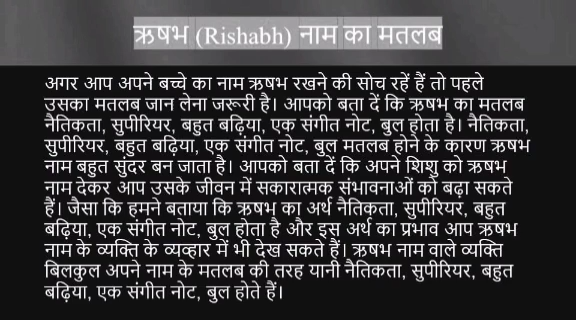 ऋषभ (Rishabh) नाम का मतलब
अगर आप अपने बच्चे का नाम ऋषभ रखने की सोच रहें हैं तो पहले
उसका मतलब जान लेना जरूरी है। आपको बता दें कि ऋषभ का मतलब
नैतिकता, सुपीरियर, बहुत बढ़िया, एक संगीत नोट, बुल होता है। नैतिकता,
सुपीरियर, बहुत बढ़िया, एक संगीत नोट, बुल मतलब होने के कारण ऋषभ
नाम बहुत सुंदर बन जाता है। आपको बता दें कि अपने शिशु को ऋषभ
नाम देकर आप उसके जीवन में सकारात्मक संभावनाओं को बढ़ा सकते
हैं। जैसा कि हमने बताया कि ऋषभ का अर्थ नैतिकता, सुपीरियर, बहुत
बढ़िया, एक संगीत नोट, बुल होता है और इस अर्थ का प्रभाव आप ऋषभ
नाम के व्यक्ति के व्यव्हार में भी देख सकते हैं। ऋषभ नाम वाले व्यक्ति
बिलकुल अपने नाम के मतलब की तरह यानी नैतिकता, सुपीरियर, बहुत
बढ़िया, एक संगीत नोट, बुल होते हैं।